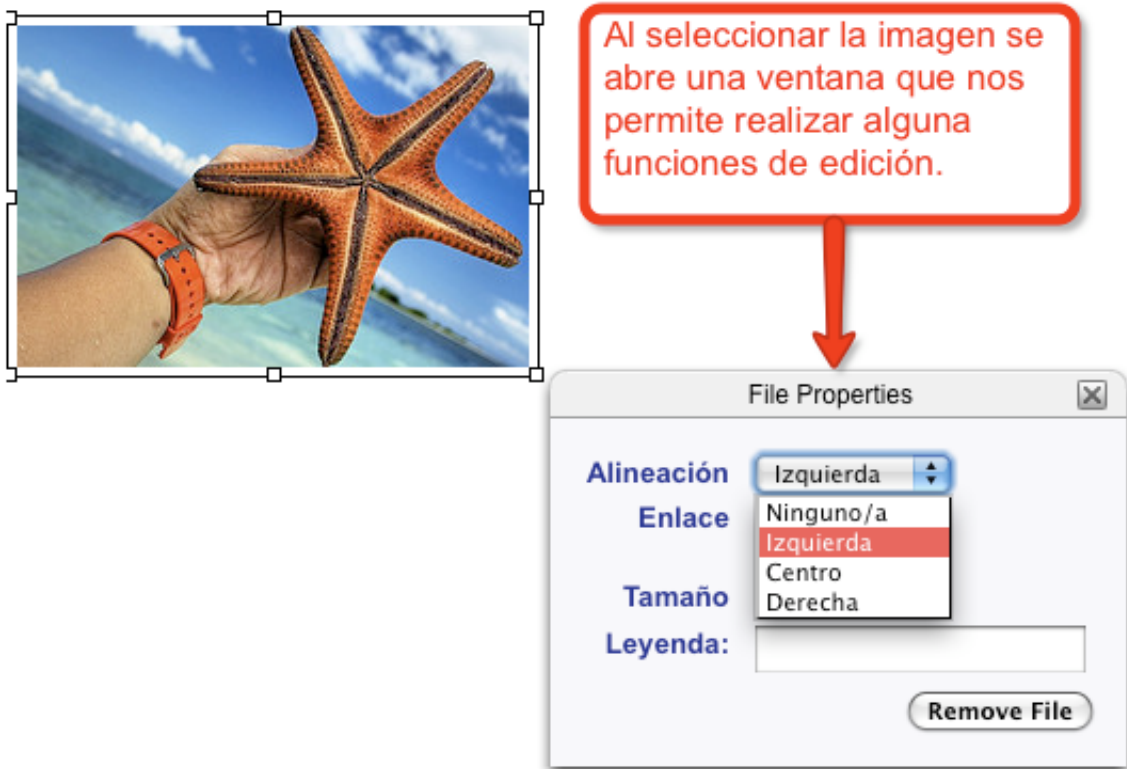 Al seleccionar la imagen se
abre una ventana que nos
permite realizar alguna
funciones de edición.
File Properties
Alineación Izquierda
Enlace Ninguno/a
Izquierda
Centro
Tamaño Derecha
Leyenda:
Remove File